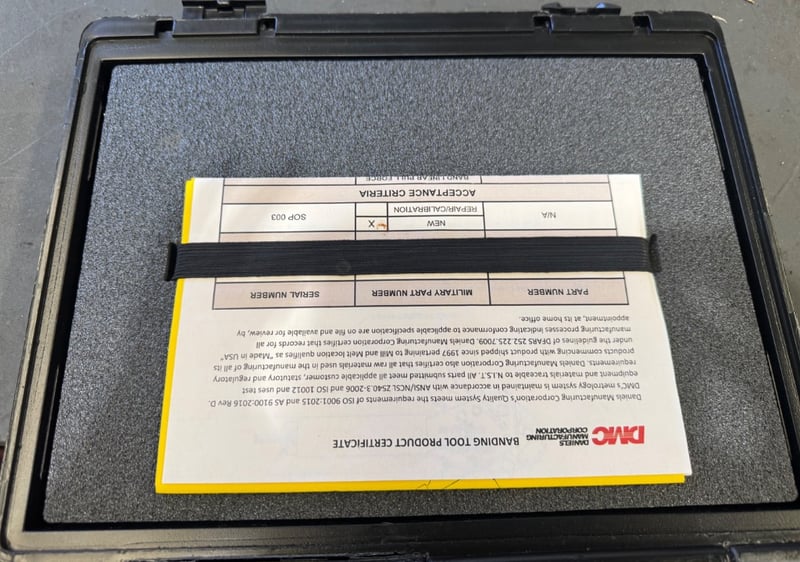 DMC DANIELS MANUFACTURING CORPORATION
BANDING TOOL PRODUCT CERTIFICATE
Daniels Manufacturing Corporation's Quality System meets the requirements of ISO 9001-2015 and AS 9100:2016 Rev D.
DMC's metrology system is maintained in accordance with ANSI/NCSL 2540.3-2006 and ISO 10012 and uses test
equipment and materials traceable to N.I.S.T. All parts submitted meet all applicable customer, statutory and regulatory
requirements. Daniels Manufacturing Corporation also certifies that all raw materials used in the manufacturing of all its
products commencing with product shipped since 1997 pertaining to Mill and Melt location qualifies as "Made in USA"
under the guidelines of DFARS 252.225.7009. Daniels Manufacturing Corporation certifies that records for all
manufacturing processes indicating conformance to applicable specification are on file and available for review, by
appointment, at its home office.
PART NUMBER MILITARY PART NUMBER SERIAL NUMBER
N/A NEW X SOP 003
REPAIR/CALIBRATION
ACCEPTANCE CRITERIA
BAND LINEAR PULL FORCE